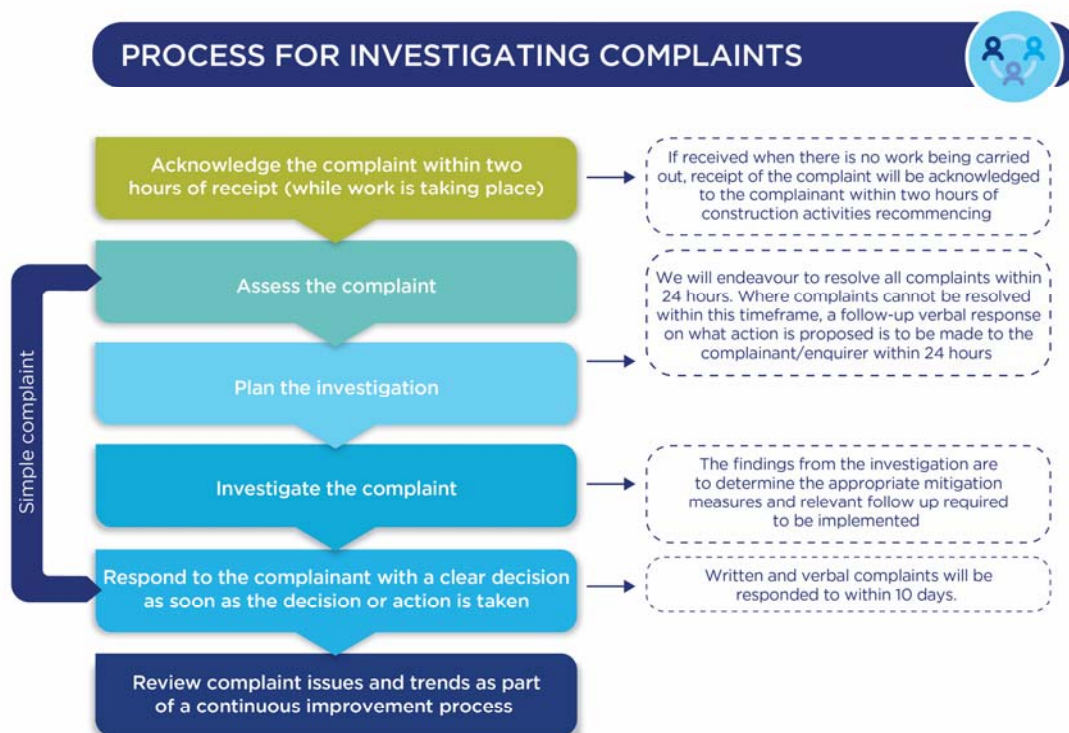 PROCESS FOR INVESTIGATING COMPLAINTS
Acknowledge the complaint within two
hours of receipt (while work is taking place)
If received when there is no work being carried
out, receipt of the complaint will be acknowledged
to the complainant within two hours of
construction activities recommencing
Assess the complaint
We will endeavour to resolve all complaints within
24 hours. Where complaints cannot be resolved
within this timeframe, a follow-up verbal response
on what action is proposed is to be made to the
complainant/enquirer within 24 hours
Plan the investigation
Simple complaint
Investigate the complaint
The findings from the investigation are
to determine the appropriate mitigation
measures and relevant follow up required
to be implemented
Respond to the complainant with a clear decision
as soon as the decision or action is taken
Written and verbal complaints will be
responded to within 10 days.
Review complaint issues and trends as part
of a continuous improvement process